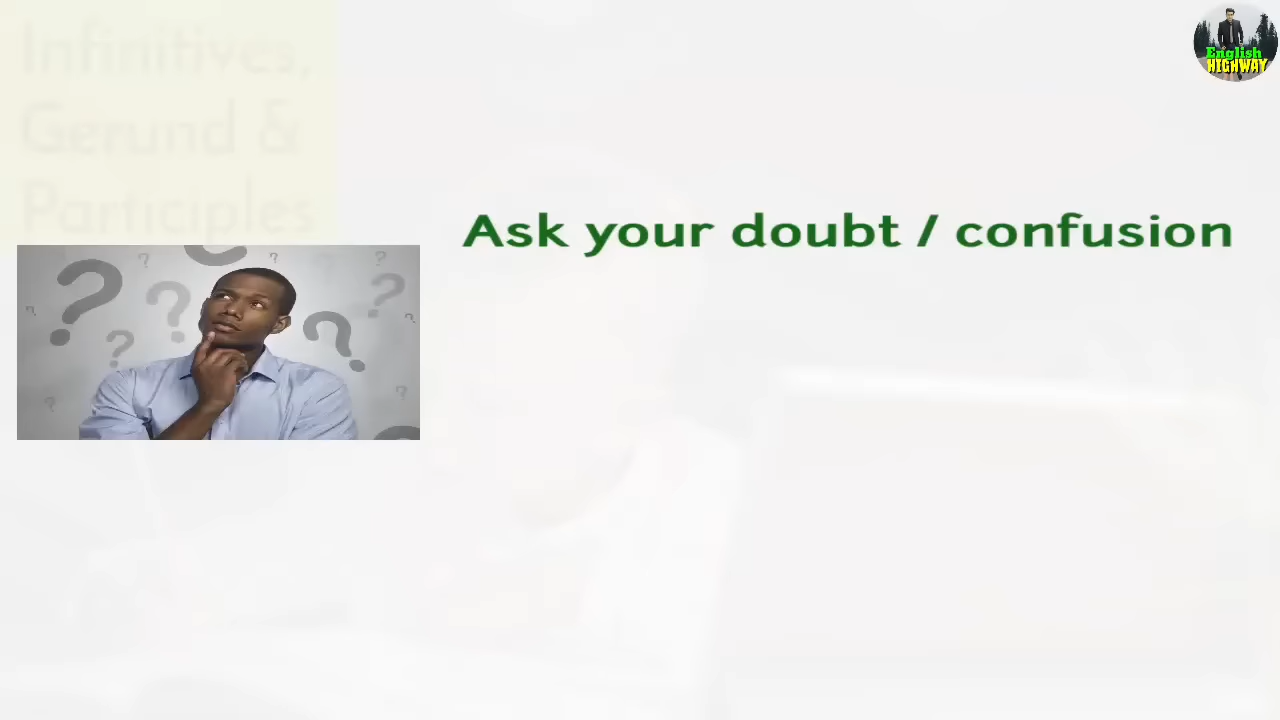 Infinitives,
Gerund &
Participles
Ask your doubt / confusion
English
HIGHWAY